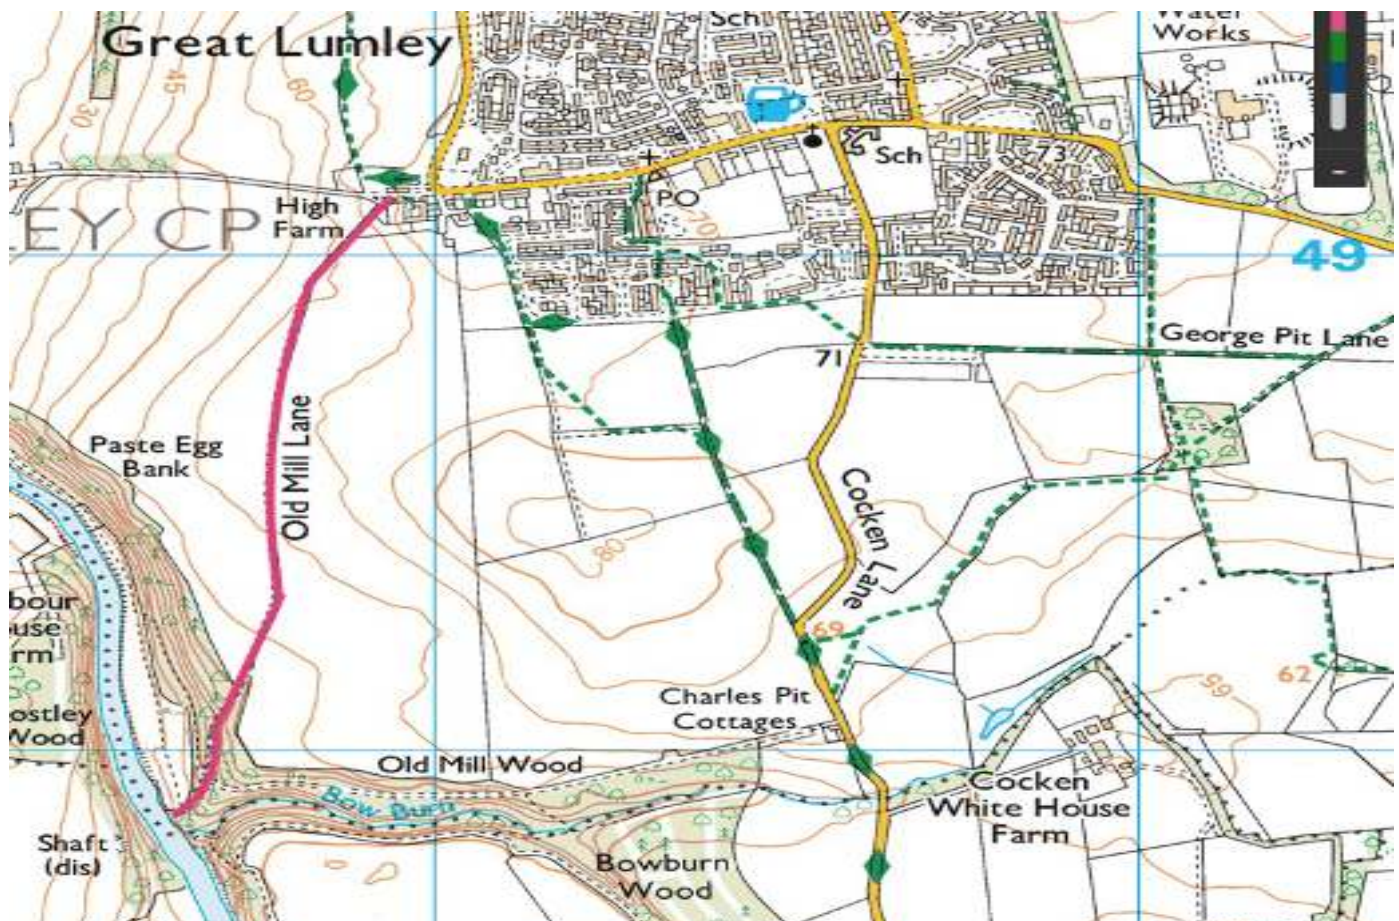 Sch
Water
Works
Great Lumley
45
60
30
73
Sch
PO
High
Farm
70
LEY CP
49
George Pit Lane
71
Old Mill Lane
Paste Egg
Bank
Cocken Lane
80
bour
use
rm
69
62
65
Charles Pit
Cottages
ostley
Wood
Old Mill Wood
Bow Burn
Cocken
White House
Farm
Shaft
(dis)
Bowburn
Wood